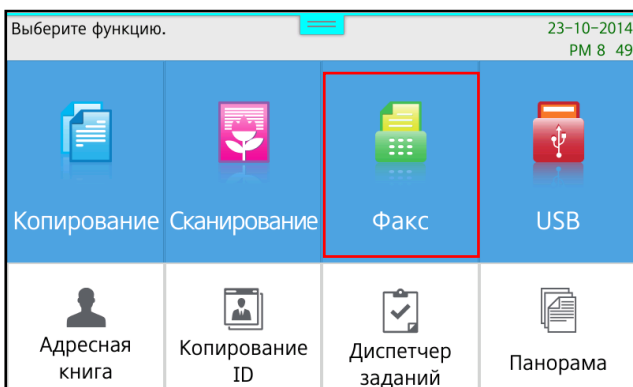 Выберите функцию.
23-10-2014
PM 8 49
Копирование Сканирование Факс USB
Адресная книга
Копирование ID
Диспетчер заданий
Панорама